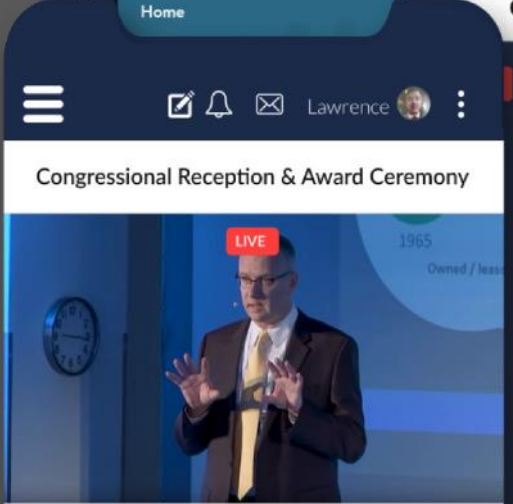 Home
Lawrence
Congressional Reception & Award Ceremony
LIVE
1965
Owned / leas